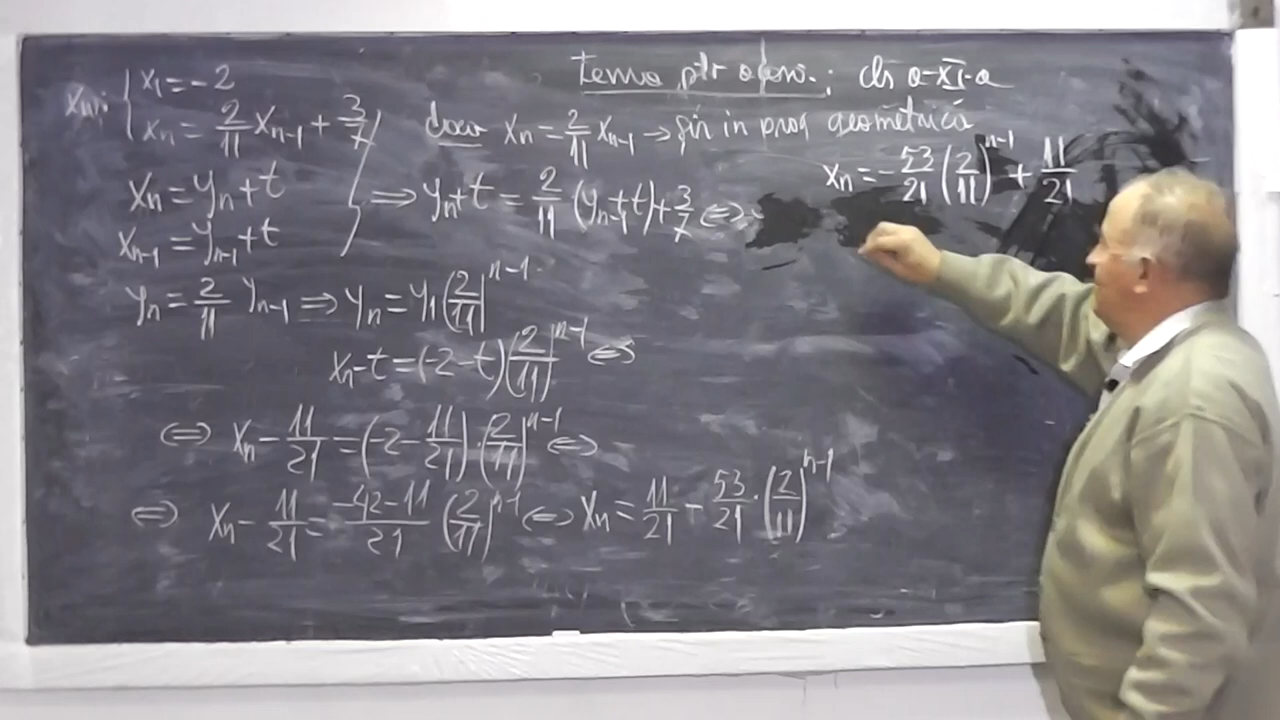 temă ptr acasă.; cls a-XI-a
xₙ: { x₁ = -2
xₙ = 2/11 xₙ₋₁ + 3/7
dacă xₙ = 2/11 xₙ₋₁ → șir în prog geometrică
xₙ = -53/21 (2/11)ⁿ⁻¹ + 11/21
xₙ = yₙ + t
xₙ₋₁ = yₙ₋₁ + t
⇒ yₙ + t = 2/11 (yₙ₋₁ + t) + 3/7 ⇔
yₙ = 2/11 yₙ₋₁ ⇒ yₙ = y₁ (2/11)ⁿ⁻¹
xₙ - t = (-2 - t)(2/11)ⁿ⁻¹ ⇔
⇔ xₙ - 11/21 = (-2 - 11/21)·(2/11)ⁿ⁻¹ ⇔
⇔ xₙ - 11/21 = (-42-11)/21 (2/11)ⁿ⁻¹ ⇔ xₙ = 11/21 - 53/21·(2/11)ⁿ⁻¹